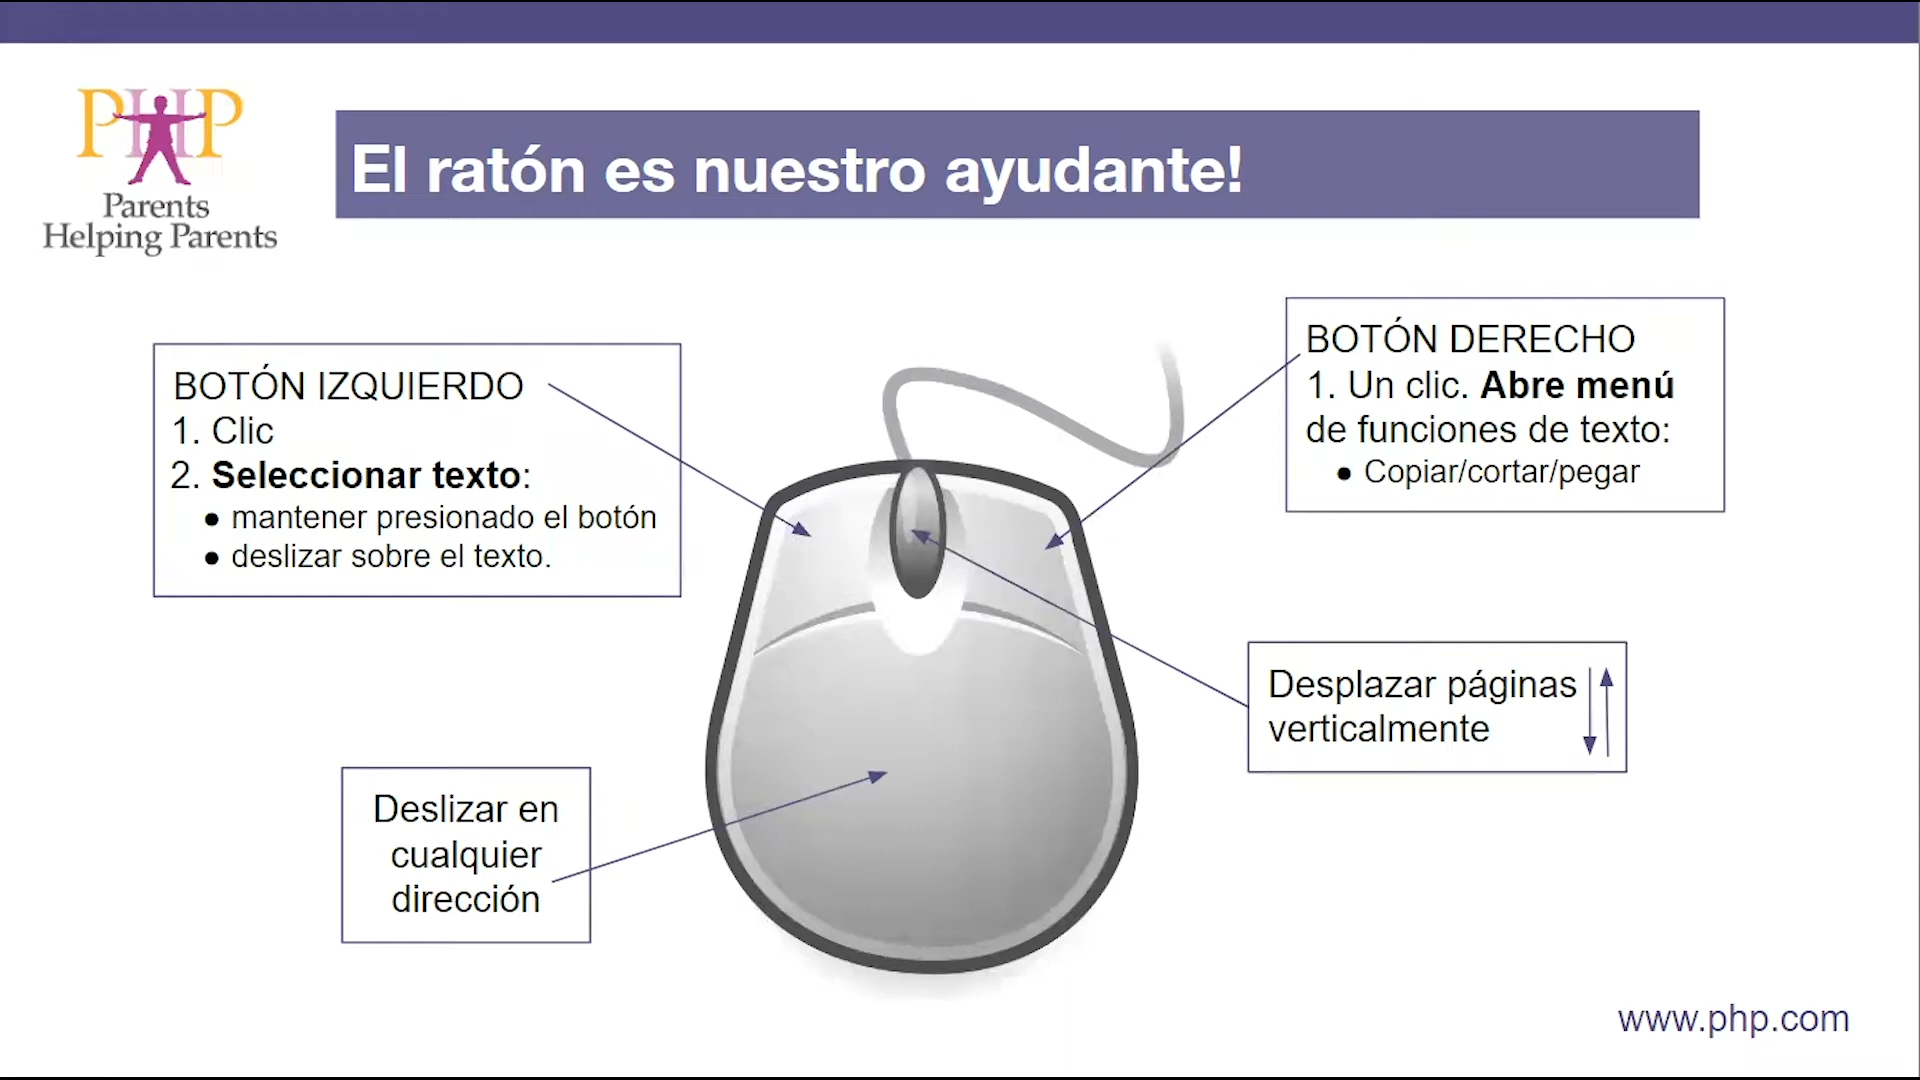 PHP
Parents
Helping Parents
El ratón es nuestro ayudante!
BOTÓN IZQUIERDO
1. Clic
2. Seleccionar texto:
● mantener presionado el botón
● deslizar sobre el texto.
BOTÓN DERECHO
1. Un clic. Abre menú
de funciones de texto:
● Copiar/cortar/pegar
Desplazar páginas
verticalmente
Deslizar en
cualquier
dirección
www.php.com